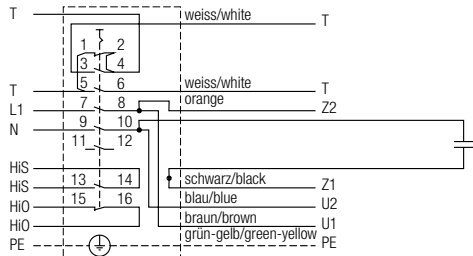 T weiss/white T
1 2
3 4
T 5 6 weiss/white T
L1 7 8 orange Z2
N 9 10
11 12
HiS
HiS 13 14 schwarz/black Z1
HiO 15 16 blau/blue U2
HiO braun/brown U1
PE grün-gelb/green-yellow PE